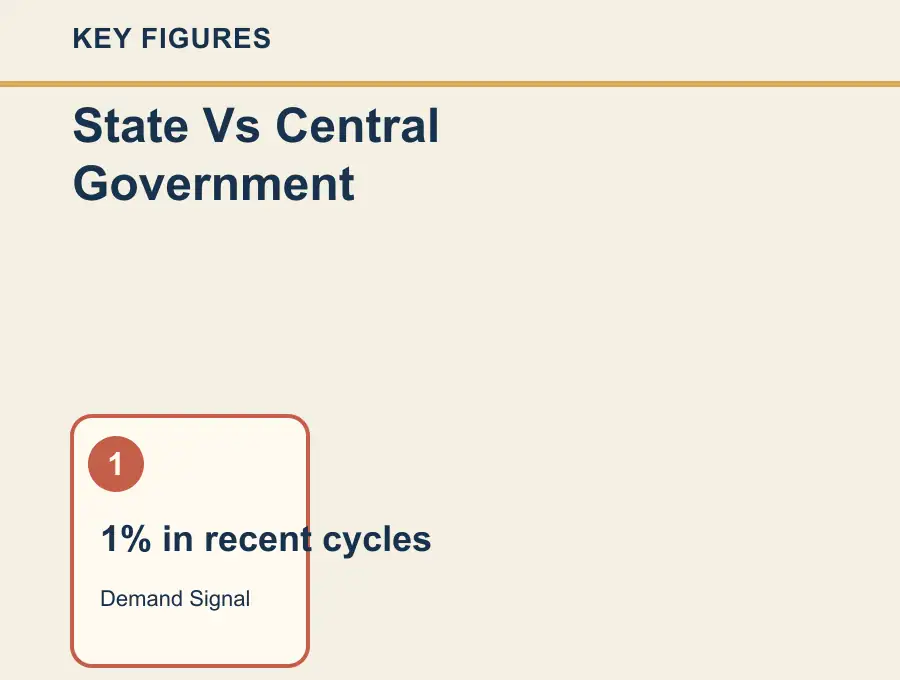 KEY FIGURES
State Vs Central
Government
1
1% in recent cycles
Demand Signal